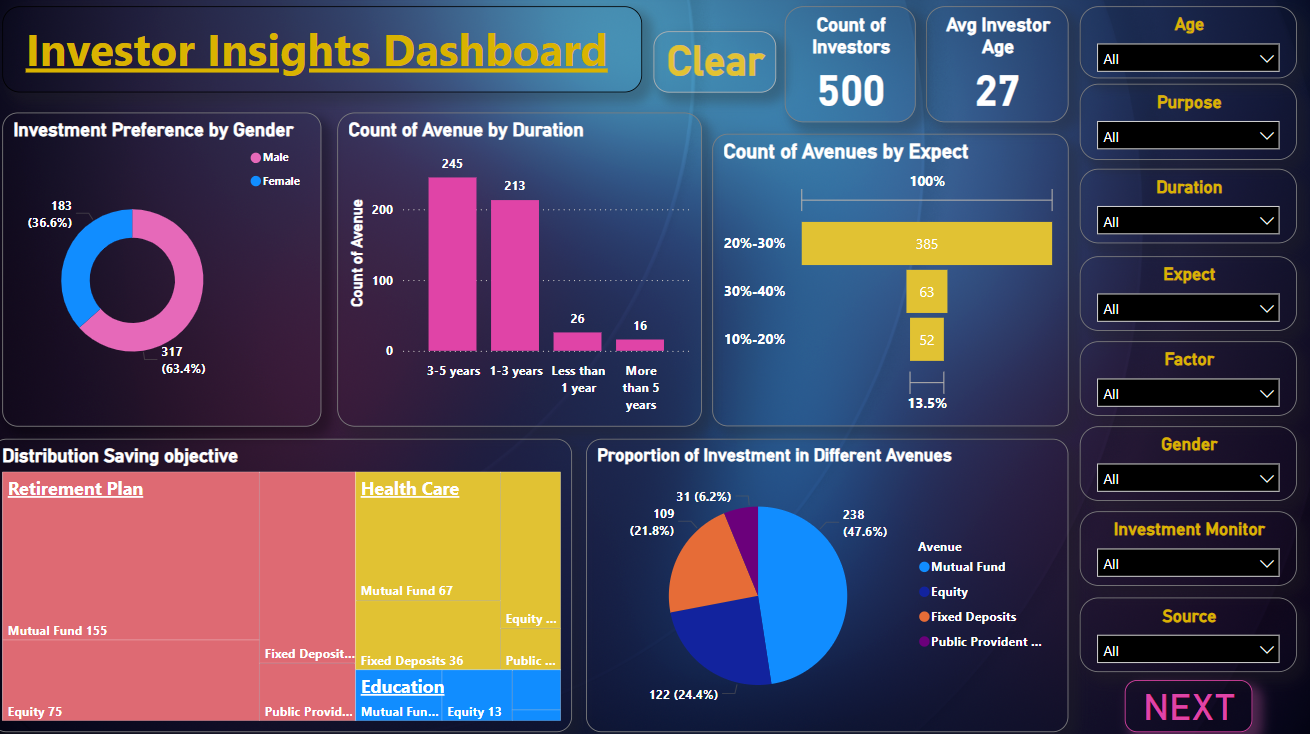 Investor Insights Dashboard
Clear
Count of
Investors
500
Avg Investor
Age
27
Age
All
Purpose
All
Duration
All
Expect
All
Factor
All
Gender
All
Investment Monitor
All
Source
All
NEXT
Investment Preference by Gender
Male
Female
183
(36.6%)
317
(63.4%)
Count of Avenue by Duration
Count of Avenue
200
100
0
245
213
26
16
3-5 years
1-3 years
Less than
1 year
More
than 5
years
Count of Avenues by Expect
100%
20%-30%
385
30%-40%
63
10%-20%
52
13.5%
Distribution Saving objective
Retirement Plan
Mutual Fund 155
Equity 75
Fixed Deposit...
Public Provid...
Health Care
Mutual Fund 67
Fixed Deposits 36
Equity ...
Public ...
Education
Mutual Fun...
Equity 13
Proportion of Investment in Different Avenues
31 (6.2%)
109
(21.8%)
238
(47.6%)
122 (24.4%)
Avenue
Mutual Fund
Equity
Fixed Deposits
Public Provident ...